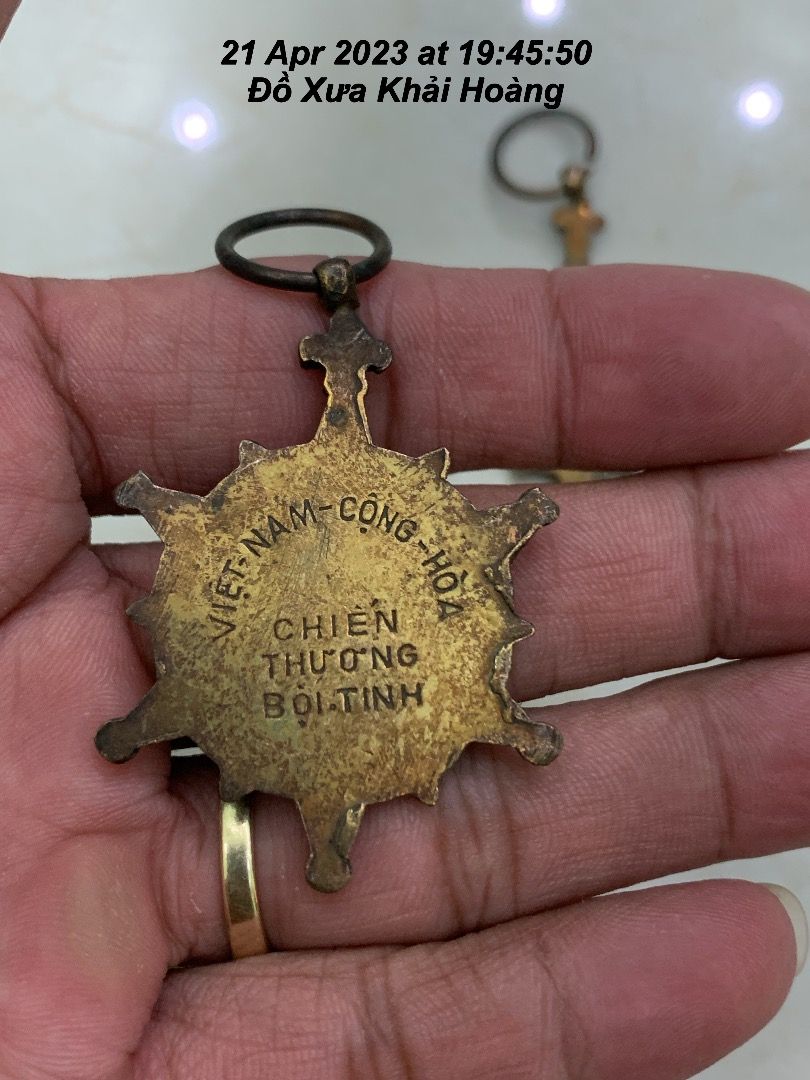 21 Apr 2023 at 19:45:50
Đồ Xưa Khải Hoàng
VIỆT-NAM-CỘNG-HÒA
CHIẾN
THƯƠNG
BỘI-TINH